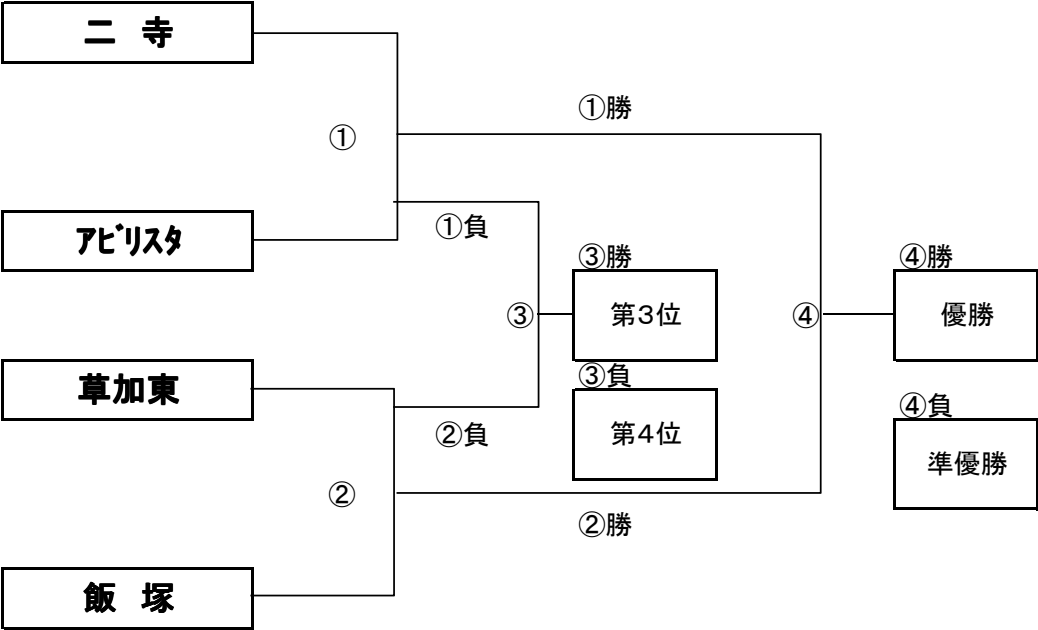 二　寺
①勝
①
①負
ｱﾋﾞﾘｽﾀ
③勝
④勝
③
第３位
④
優勝
草加東
③負
②負
第４位
④負
準優勝
②
②勝
飯　塚